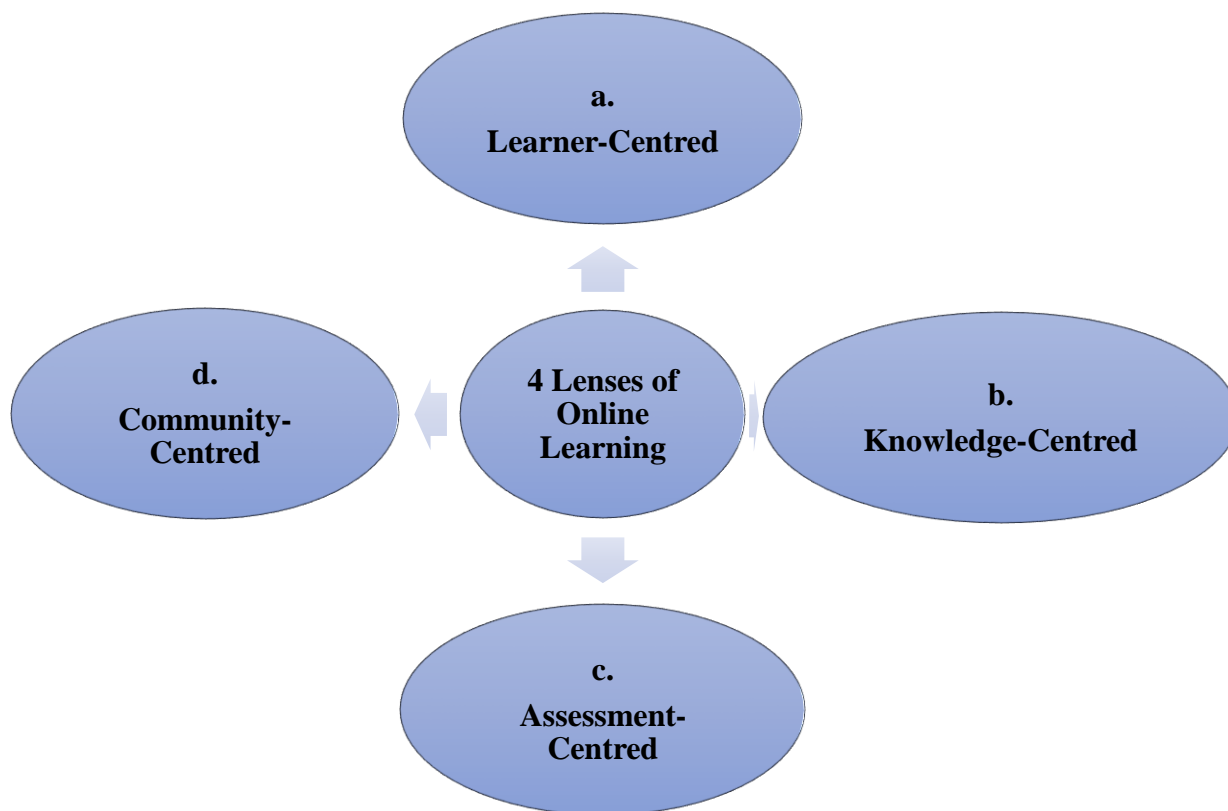 a.
Learner-Centred
d.
Community-
Centred
4 Lenses of
Online
Learning
b.
Knowledge-Centred
c.
Assessment-
Centred